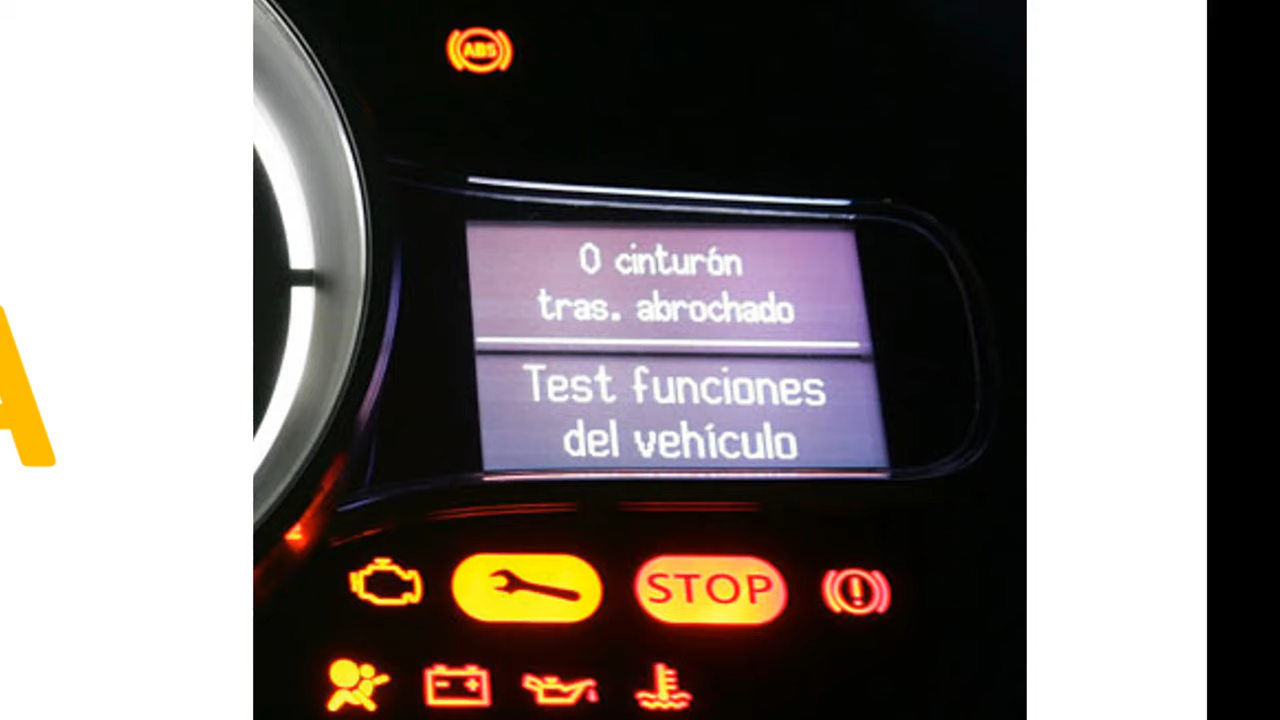 A
ABS
0 cinturón
tras. abrochado
Test funciones
del vehículo
STOP